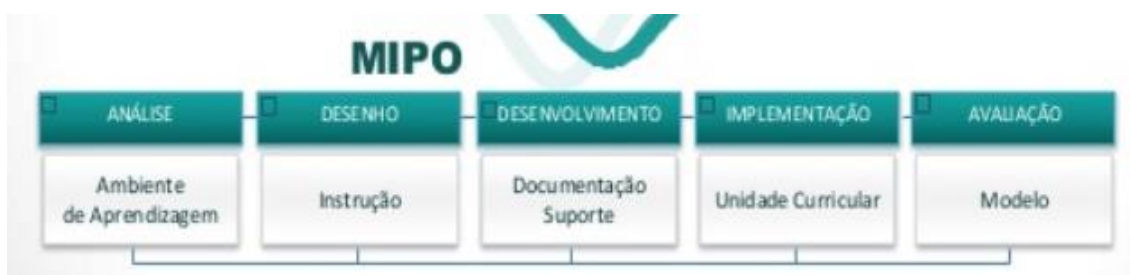 MIPO
ANÁLISE
DESENHO
DESENVOLVIMENTO
IMPLEMENTAÇÃO
AVALIAÇÃO
Ambiente
de Aprendizagem
Instrução
Documentação
Suporte
Unidade Curricular
Modelo